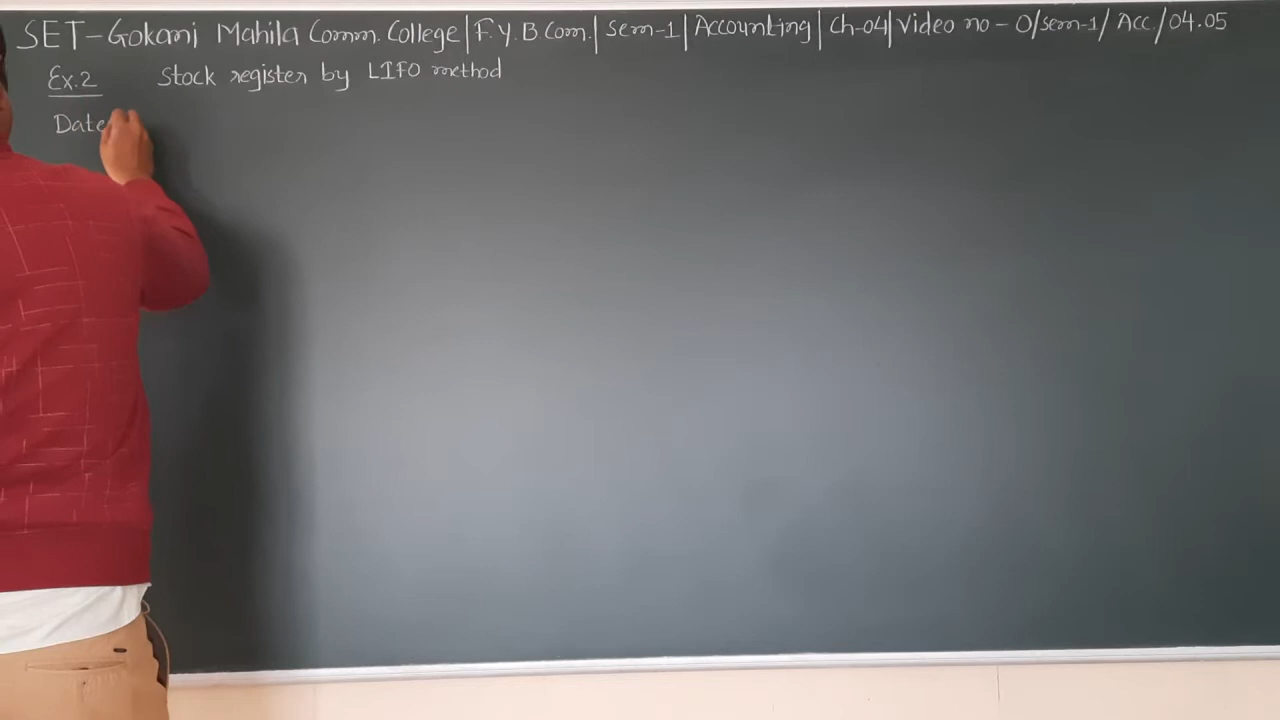 SET-Gokani Mahila Comm. College | F. Y. B Com. | Sem-1 | Accounting | Ch-04 | Video no - O/Sem-1/ Acc./04.05
Ex.2 Stock register by LIFO method
Date